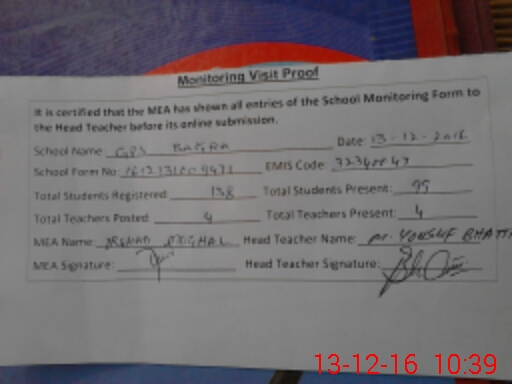 Monitoring Visit Proof
It is certified that the MEA has shown all entries of the School Monitoring Form to
the Head Teacher before its online submission.
School Name: GPS Date: 13-12-2016
School Form No: EMIS Code:
Total Students Registered: 138 Total Students Present: 95
Total Teachers Posted: 4 Total Teachers Present: 4
MEA Name: Head Teacher Name: M. YOUSUF BHATTI
MEA Signature: Head Teacher Signature:
13-12-16 10:39